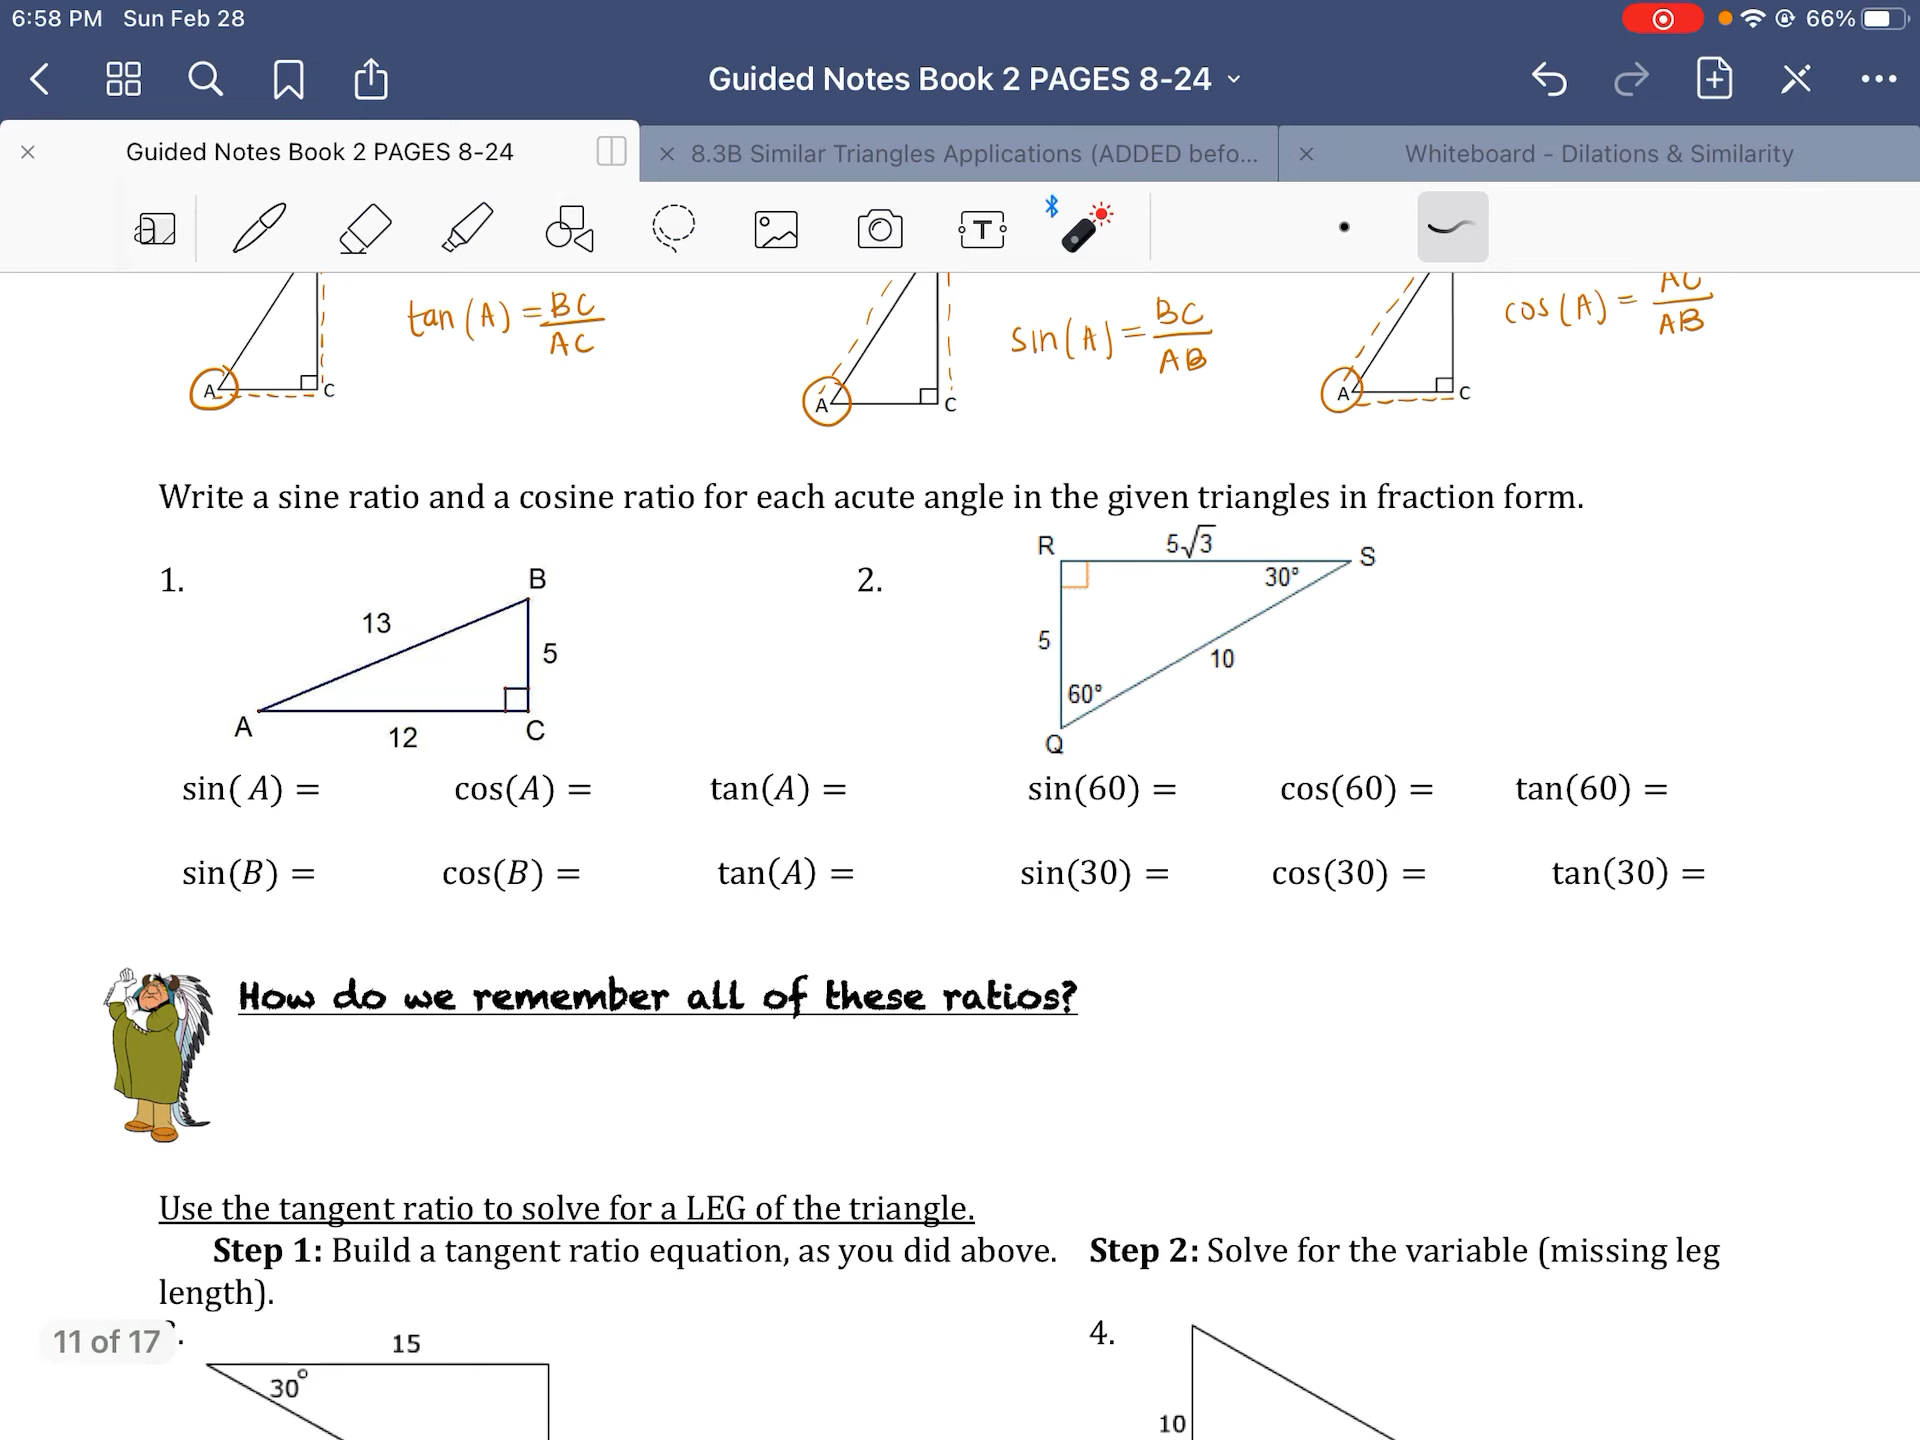 6:58 PM Sun Feb 28
66%
Guided Notes Book 2 PAGES 8-24
Guided Notes Book 2 PAGES 8-24
8.3B Similar Triangles Applications (ADDED befo...
Whiteboard - Dilations & Similarity
a
T
tan(A) = BC/AC
sin(A) = BC/AB
cos(A) = AC/AB
A C
A C
A C
Write a sine ratio and a cosine ratio for each acute angle in the given triangles in fraction form.
1.
B
13
5
A
12
C
2.
R
5√3
S
30°
5
10
60°
Q
sin(A) = cos(A) = tan(A) =
sin(B) = cos(B) = tan(A) =
sin(60) = cos(60) = tan(60) =
sin(30) = cos(30) = tan(30) =
How do we remember all of these ratios?
Use the tangent ratio to solve for a LEG of the triangle.
Step 1: Build a tangent ratio equation, as you did above. Step 2: Solve for the variable (missing leg
length).
11 of 17
15
30°
4.
10